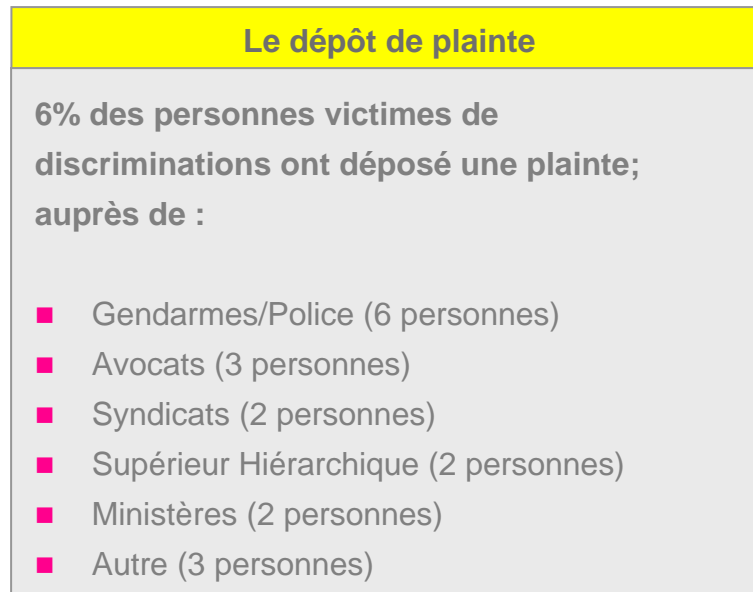 Le dépôt de plainte
6% des personnes victimes de
discriminations ont déposé une plainte;
auprès de :
■ Gendarmes/Police (6 personnes)
■ Avocats (3 personnes)
■ Syndicats (2 personnes)
■ Supérieur Hiérarchique (2 personnes)
■ Ministères (2 personnes)
■ Autre (3 personnes)